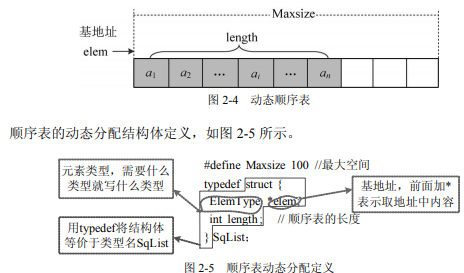 Maxsize
基地址
elem
length
a1 a2 … ai … an
图 2-4 动态顺序表
顺序表的动态分配结构体定义，如图 2-5 所示。
元素类型，需要什么
类型就写什么类型
#define Maxsize 100 //最大空间
typedef struct {
ElemType *elem;
int length; // 顺序表的长度
} SqList;
基地址，前面加*
表示取地址中内容
用typedef将结构体
等价于类型名SqList
图 2-5 顺序表动态分配定义